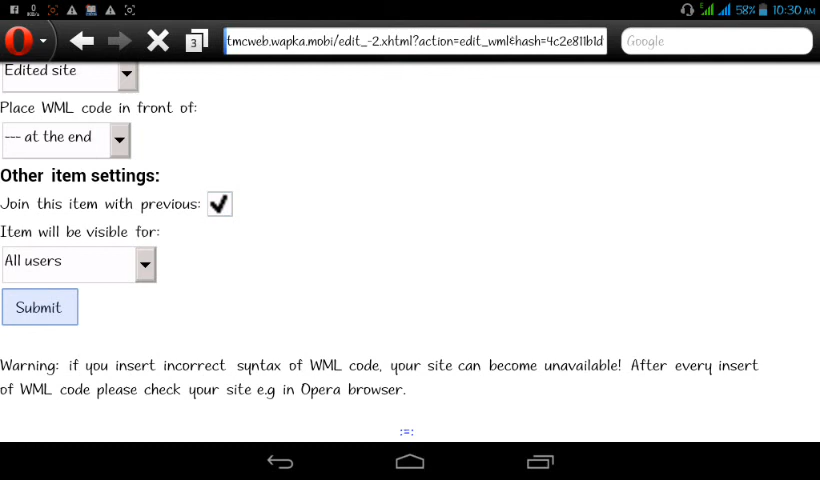 58% 10:30 AM
3 tmcweb.wapka.mobi/edit_-2.xhtml?action=edit_wml&hash=4c2e811b1d Google
Edited site
Place WML code in front of:
--- at the end
Other item settings:
Join this item with previous:
Item will be visible for:
All users
Submit
Warning: if you insert incorrect syntax of WML code, your site can become unavailable! After every insert
of WML code please check your site e.g in Opera browser.
:=: